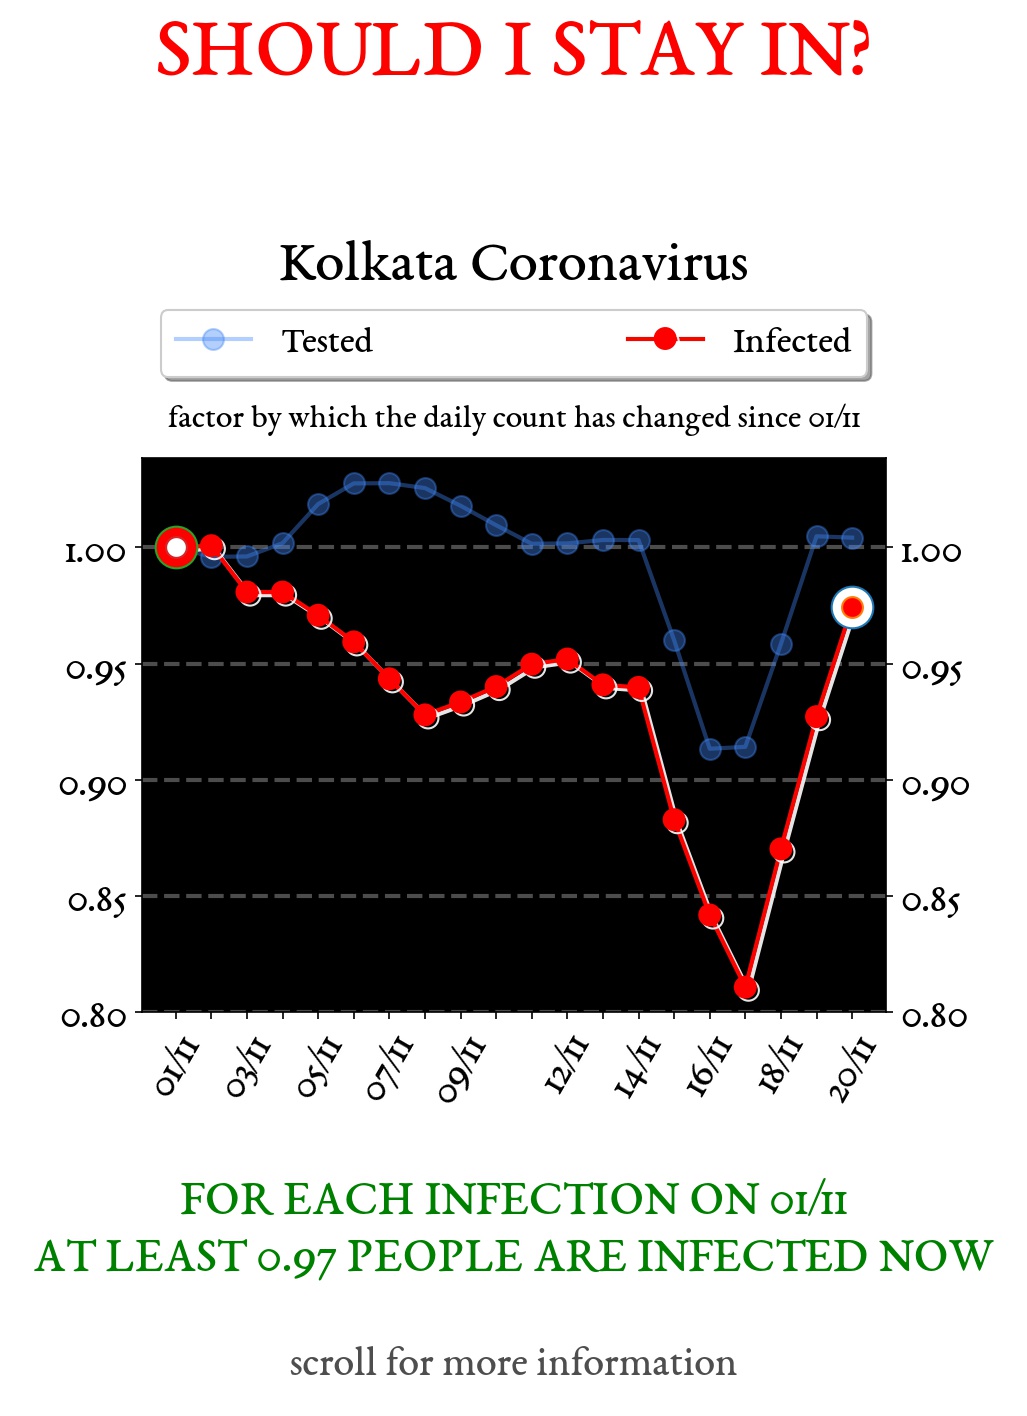 SHOULD I STAY IN?
Kolkata Coronavirus
Tested Infected
factor by which the daily count has changed since 01/11
1.00 1.00
0.95 0.95
0.90 0.90
0.85 0.85
0.80 0.80
01/11 03/11 05/11 07/11 09/11 12/11 14/11 16/11 18/11 20/11
FOR EACH INFECTION ON 01/11
AT LEAST 0.97 PEOPLE ARE INFECTED NOW
scroll for more information